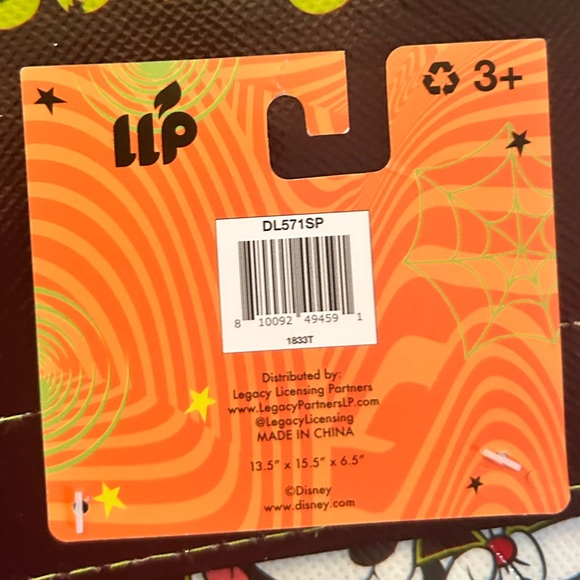 LLP
3+
DL571SP
8 10092 49459 1
1833T
Distributed by:
Legacy Licensing Partners
www.LegacyPartnersLP.com
@LegacyLicensing
MADE IN CHINA
13.5" x 15.5" x 6.5"
©Disney
www.disney.com